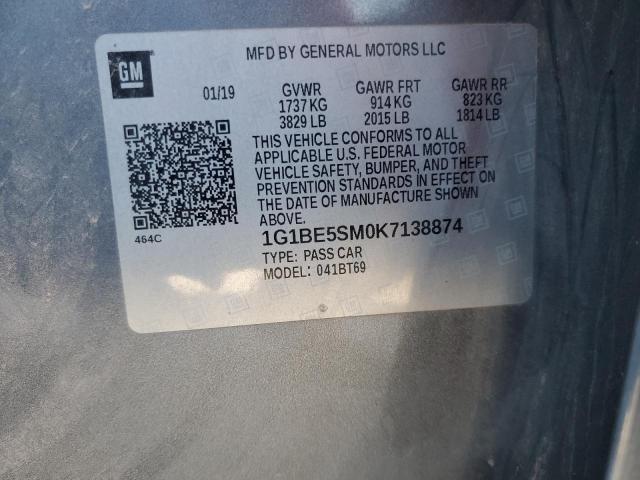 GM
MFD BY GENERAL MOTORS LLC
01/19 GVWR GAWR FRT GAWR RR
1737 KG 914 KG 823 KG
3829 LB 2015 LB 1814 LB
THIS VEHICLE CONFORMS TO ALL
APPLICABLE U.S. FEDERAL MOTOR
VEHICLE SAFETY, BUMPER, AND THEFT
PREVENTION STANDARDS IN EFFECT ON
THE DATE OF MANUFACTURE SHOWN
ABOVE.
464C
1G1BE5SM0K7138874
TYPE: PASS CAR
MODEL: 041BT69